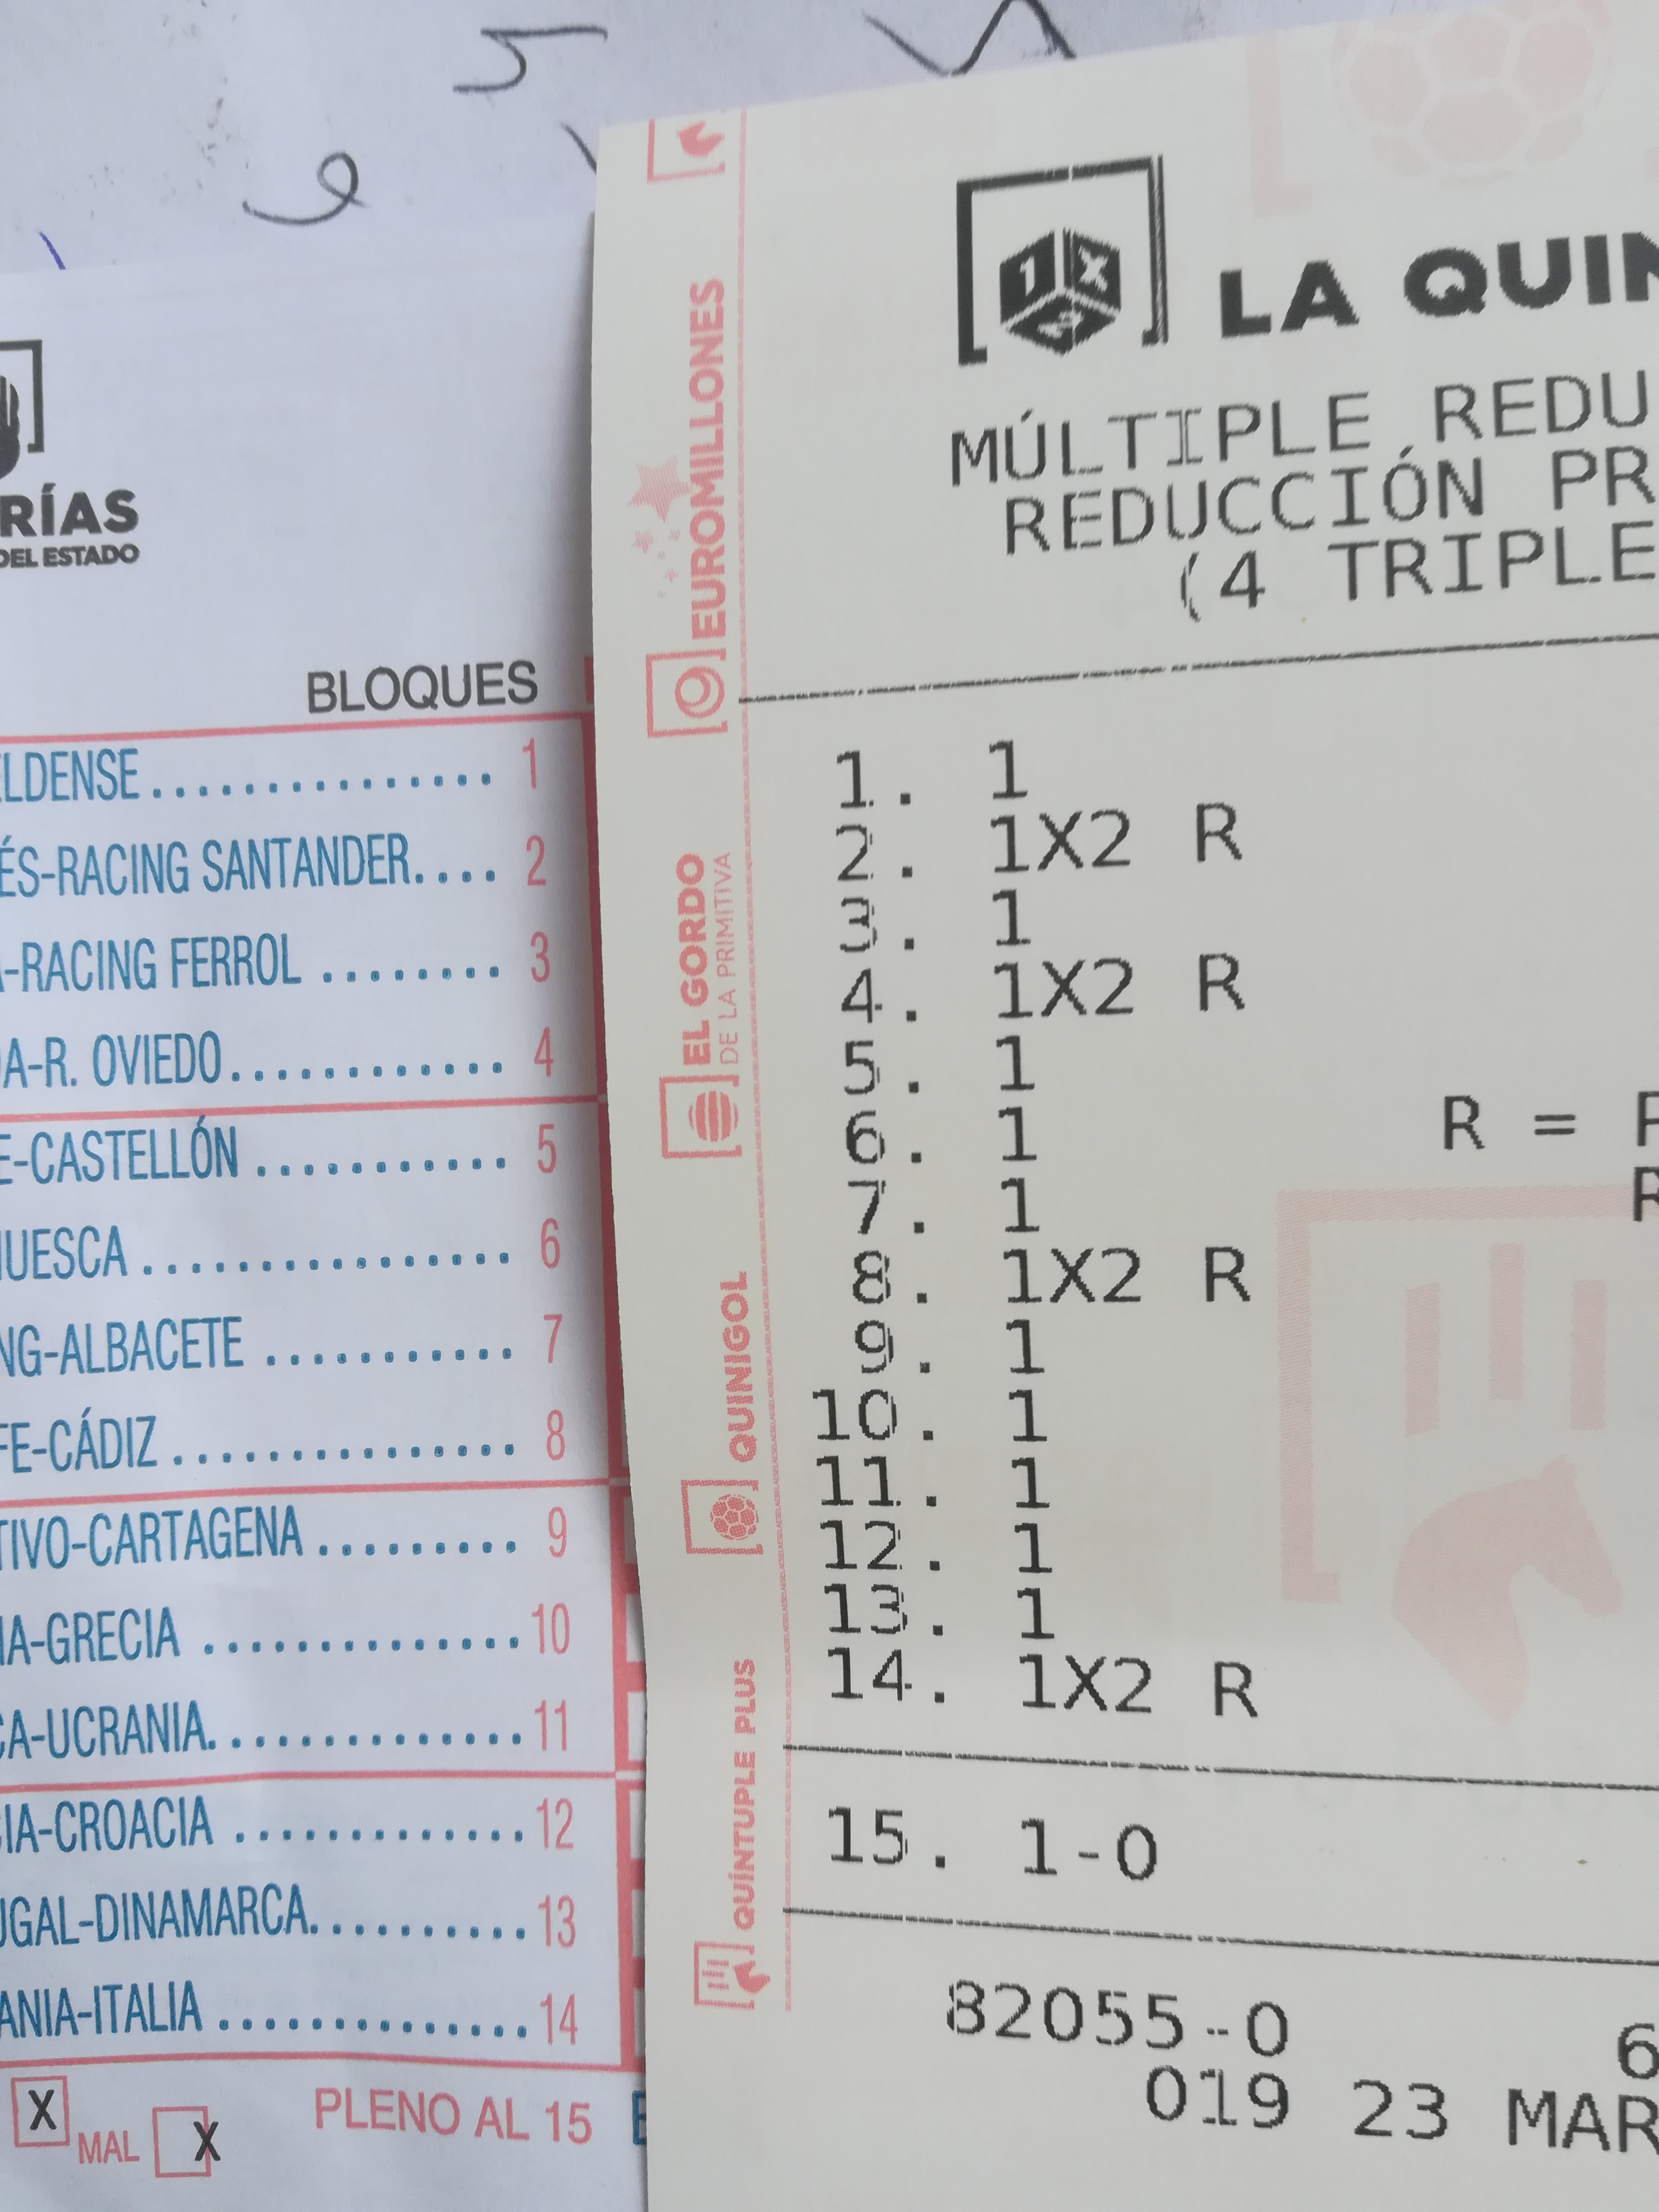 RÍAS
DEL ESTADO
BLOQUES
LDENSE............... 1
ÉS-RACING SANTANDER.... 2
-RACING FERROL ........ 3
A-R. OVIEDO............ 4
E-CASTELLÓN ........... 5
UESCA ................ 6
NG-ALBACETE ........... 7
FE-CÁDIZ ............... 8
TIVO-CARTAGENA ......... 9
IA-GRECIA .............. 10
CA-UCRANIA.............. 11
IA-CROACIA ............. 12
UGAL-DINAMARCA.......... 13
ANIA-ITALIA ............. 14
X
MAL
X
PLENO AL 15
EUROMILLONES
EL GORDO
DE LA PRIMITIVA
QUINIGOL
QUÍNTUPLE PLUS
1X2
LA QUIN
MÚLTIPLE REDU
REDUCCIÓN PR
(4 TRIPLE
1. 1
2. 1X2 R
3. 1
4. 1X2 R
5. 1
6. 1
R =
7. 1
R
8. 1X2 R
9. 1
10. 1
11. 1
12. 1
13. 1
14. 1X2 R
15. 1-0
82055-0 6
019 23 MAR